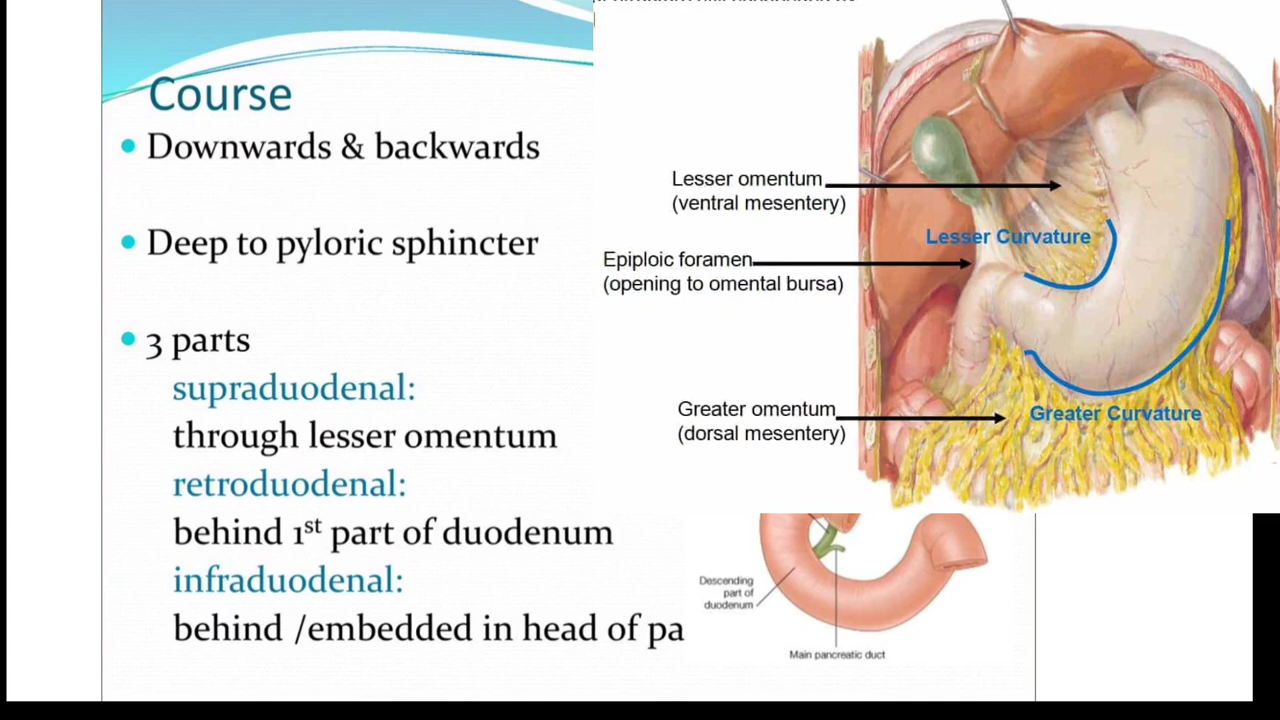 Course
Downwards & backwards
Deep to pyloric sphincter
3 parts
supraduodenal:
through lesser omentum
retroduodenal:
behind 1st part of duodenum
infraduodenal:
behind /embedded in head of pa
Lesser omentum
(ventral mesentery)
Lesser Curvature
Epiploic foramen
(opening to omental bursa)
Greater omentum
(dorsal mesentery)
Greater Curvature
Descending
part of
duodenum
Main pancreatic duct